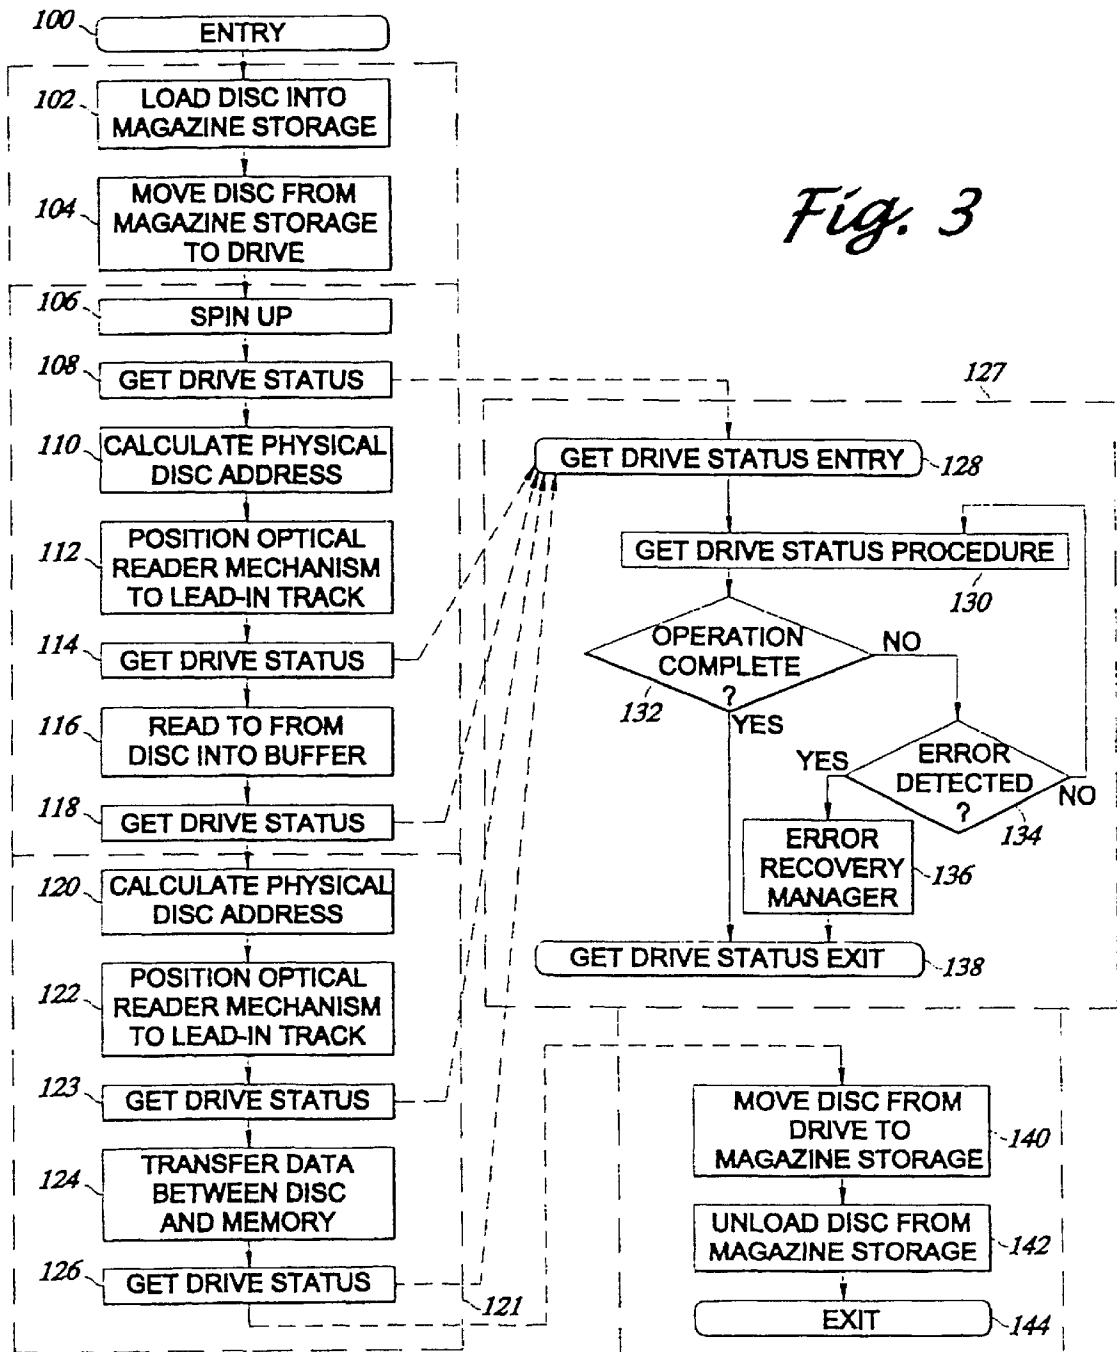 100
ENTRY
102
LOAD DISC INTO
MAGAZINE STORAGE
104
MOVE DISC FROM
MAGAZINE STORAGE
TO DRIVE
Fig. 3
106
SPIN UP
108
GET DRIVE STATUS
110
CALCULATE PHYSICAL
DISC ADDRESS
112
POSITION OPTICAL
READER MECHANISM
TO LEAD-IN TRACK
114
GET DRIVE STATUS
116
READ TO FROM
DISC INTO BUFFER
118
GET DRIVE STATUS
120
CALCULATE PHYSICAL
DISC ADDRESS
122
POSITION OPTICAL
READER MECHANISM
TO LEAD-IN TRACK
123
GET DRIVE STATUS
124
TRANSFER DATA
BETWEEN DISC
AND MEMORY
126
GET DRIVE STATUS
121
127
GET DRIVE STATUS ENTRY
128
GET DRIVE STATUS PROCEDURE
130
OPERATION
COMPLETE
?
132
NO
YES
ERROR
DETECTED
?
134
YES
NO
ERROR
RECOVERY
MANAGER
136
GET DRIVE STATUS EXIT
138
MOVE DISC FROM
DRIVE TO
MAGAZINE STORAGE
140
UNLOAD DISC FROM
MAGAZINE STORAGE
142
EXIT
144